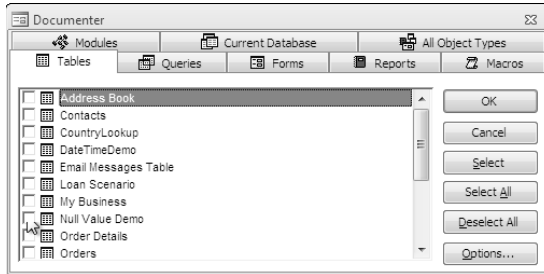 Documenter
Modules Current Database All Object Types
Tables Queries Forms Reports Macros
Address Book
Contacts
CountryLookup
DateTimeDemo
Email Messages Table
Loan Scenario
My Business
Null Value Demo
Order Details
Orders
OK
Cancel
Select
Select All
Deselect All
Options...